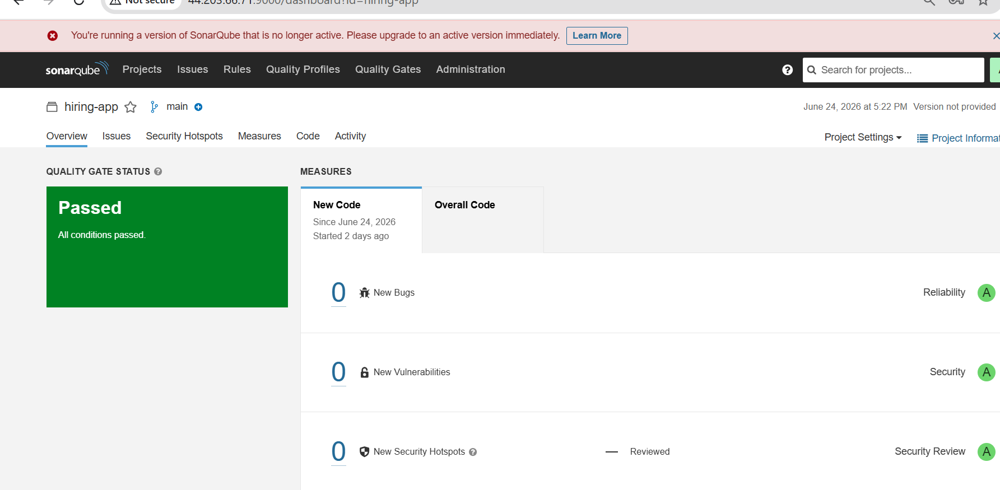 Not secure 44.203.66.71:9000/dashboard?id=hiring-app
You're running a version of SonarQube that is no longer active. Please upgrade to an active version immediately. Learn More
sonarqube Projects Issues Rules Quality Profiles Quality Gates Administration Search for projects...
hiring-app main June 24, 2026 at 5:22 PM Version not provided
Overview Issues Security Hotspots Measures Code Activity Project Settings Project Informat
QUALITY GATE STATUS MEASURES
Passed
All conditions passed.
New Code
Since June 24, 2026
Started 2 days ago
Overall Code
0 New Bugs Reliability A
0 New Vulnerabilities Security A
0 New Security Hotspots — Reviewed Security Review A